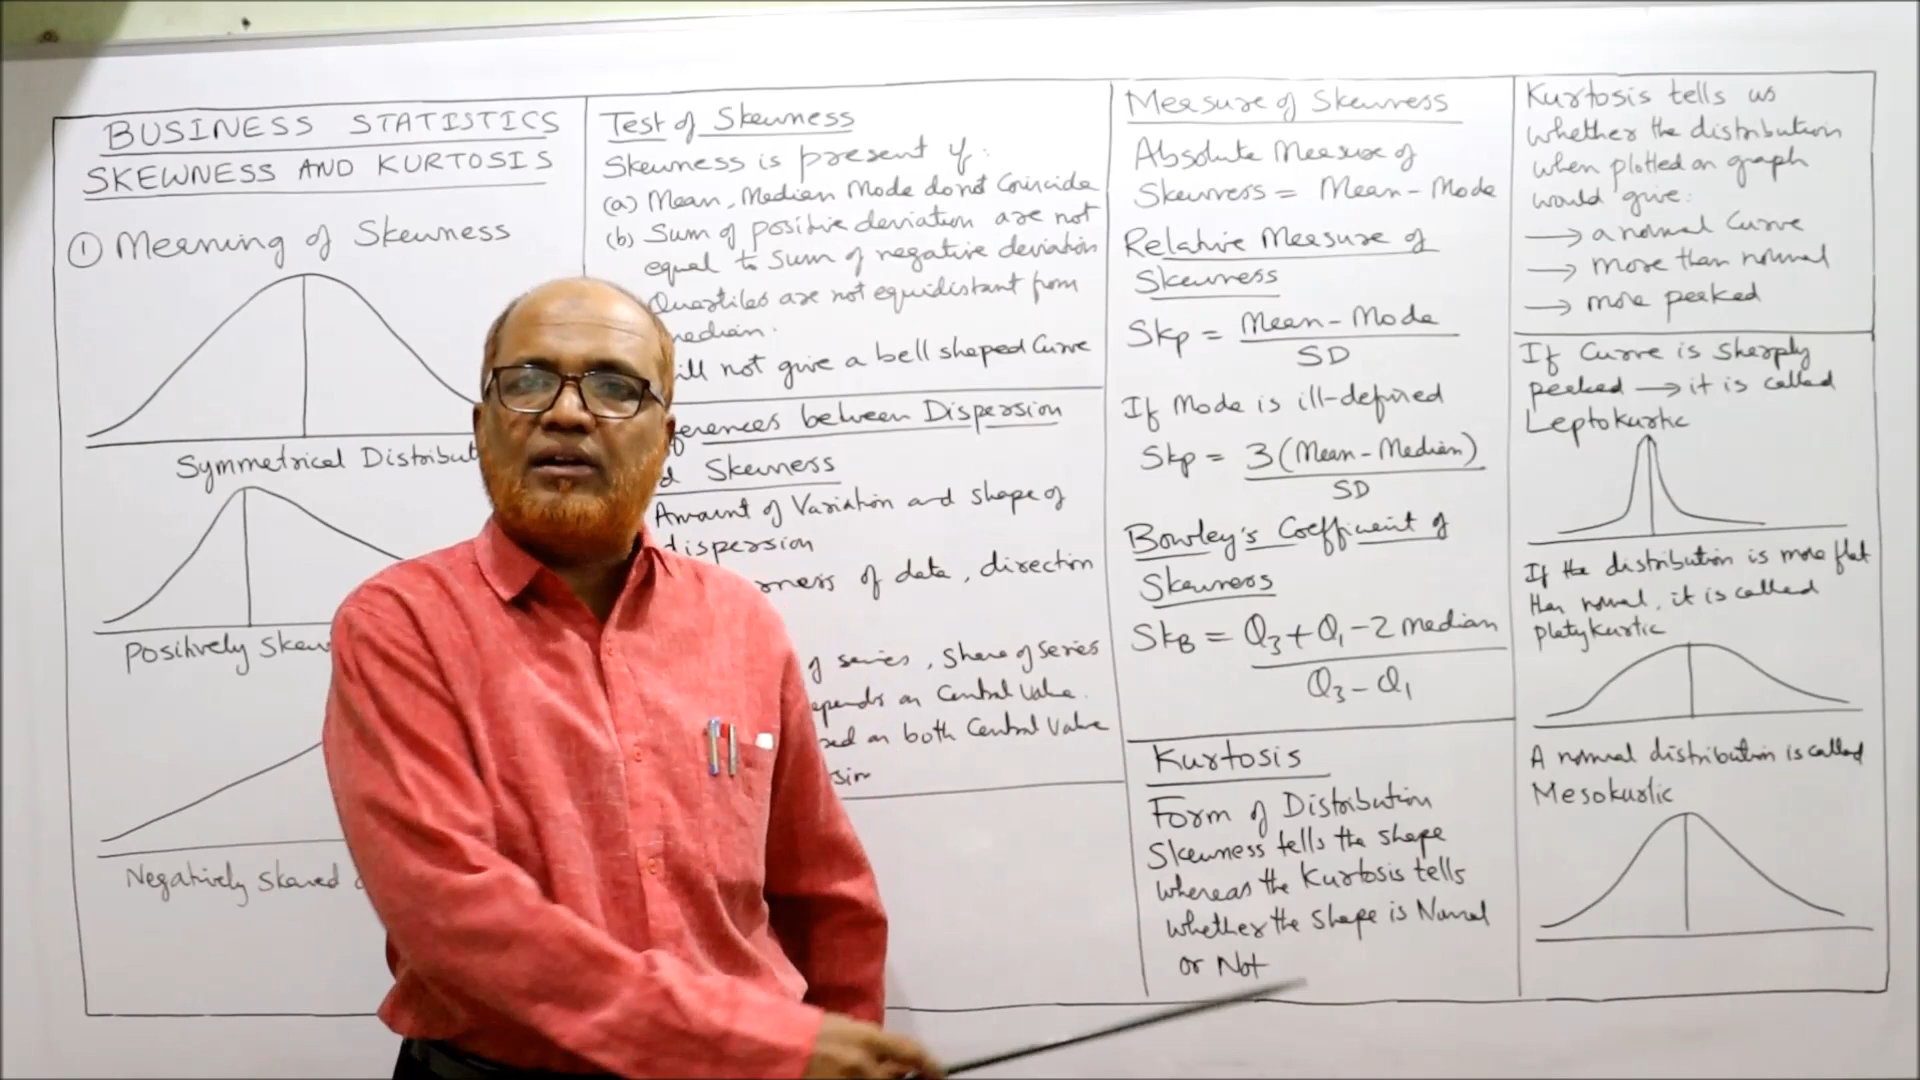 BUSINESS STATISTICS
SKEWNESS AND KURTOSIS
① Meaning of Skewness
Symmetrical
Positively
Negatively Skewed
Test of Skewness
Skewness is present if:
(a) Mean, Median Mode do not Coincide
(b) Sum of positive deviation are not
equal to Sum of negative deviation
Quartiles are not equidistant from
median.
not give a bell shaped Curve
between Dispersion
Skewness
Amount of Variation and shape of
dispersion
of data, direction
of series, Shape of Series
on Central Value.
on both Central Value
Measure of Skewness
Absolute Measure of
Skewness = Mean - Mode
Relative Measure of
Skewness
Skp = Mean - Mode
SD
If Mode is ill-defined
Skp = 3 (Mean - Median)
SD
Bowley's Coefficient of
Skewness
SkB = Q3 + Q1 - 2 median
Q3 - Q1
Kurtosis
Form of Distribution
Skewness tells the shape
whereas the Kurtosis tells
whether the shape is Normal
or Not
Kurtosis tells us
whether the distribution
when plotted on graph
would give:
→ a normal Curve
→ more than normal
→ more peaked
If Curve is Sharply
peaked → it is called
Leptokurtic
If the distribution is more flat
than normal, it is called
platykurtic
A normal distribution is called
Mesokurtic